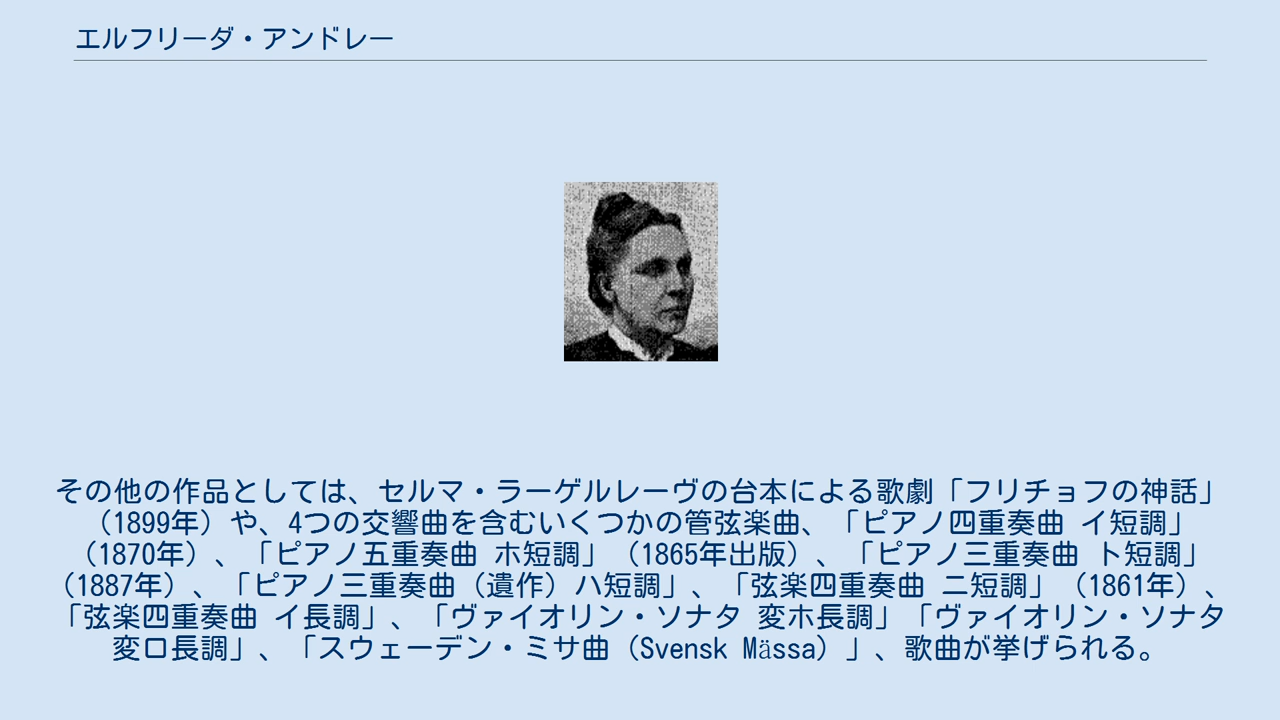 エルフリーダ・アンドレー
その他の作品としては、セルマ・ラーゲルレーヴの台本による歌劇「フリチョフの神話」
（1899年）や、4つの交響曲を含むいくつかの管弦楽曲、「ピアノ四重奏曲 イ短調」
（1870年）、「ピアノ五重奏曲 ホ短調」（1865年出版）、「ピアノ三重奏曲 ト短調」
（1887年）、「ピアノ三重奏曲（遺作）ハ短調」、「弦楽四重奏曲 ニ短調」（1861年）、
「弦楽四重奏曲 イ長調」、「ヴァイオリン・ソナタ 変ホ長調」「ヴァイオリン・ソナタ
変ロ長調」、「スウェーデン・ミサ曲（Svensk Mässa）」、歌曲が挙げられる。